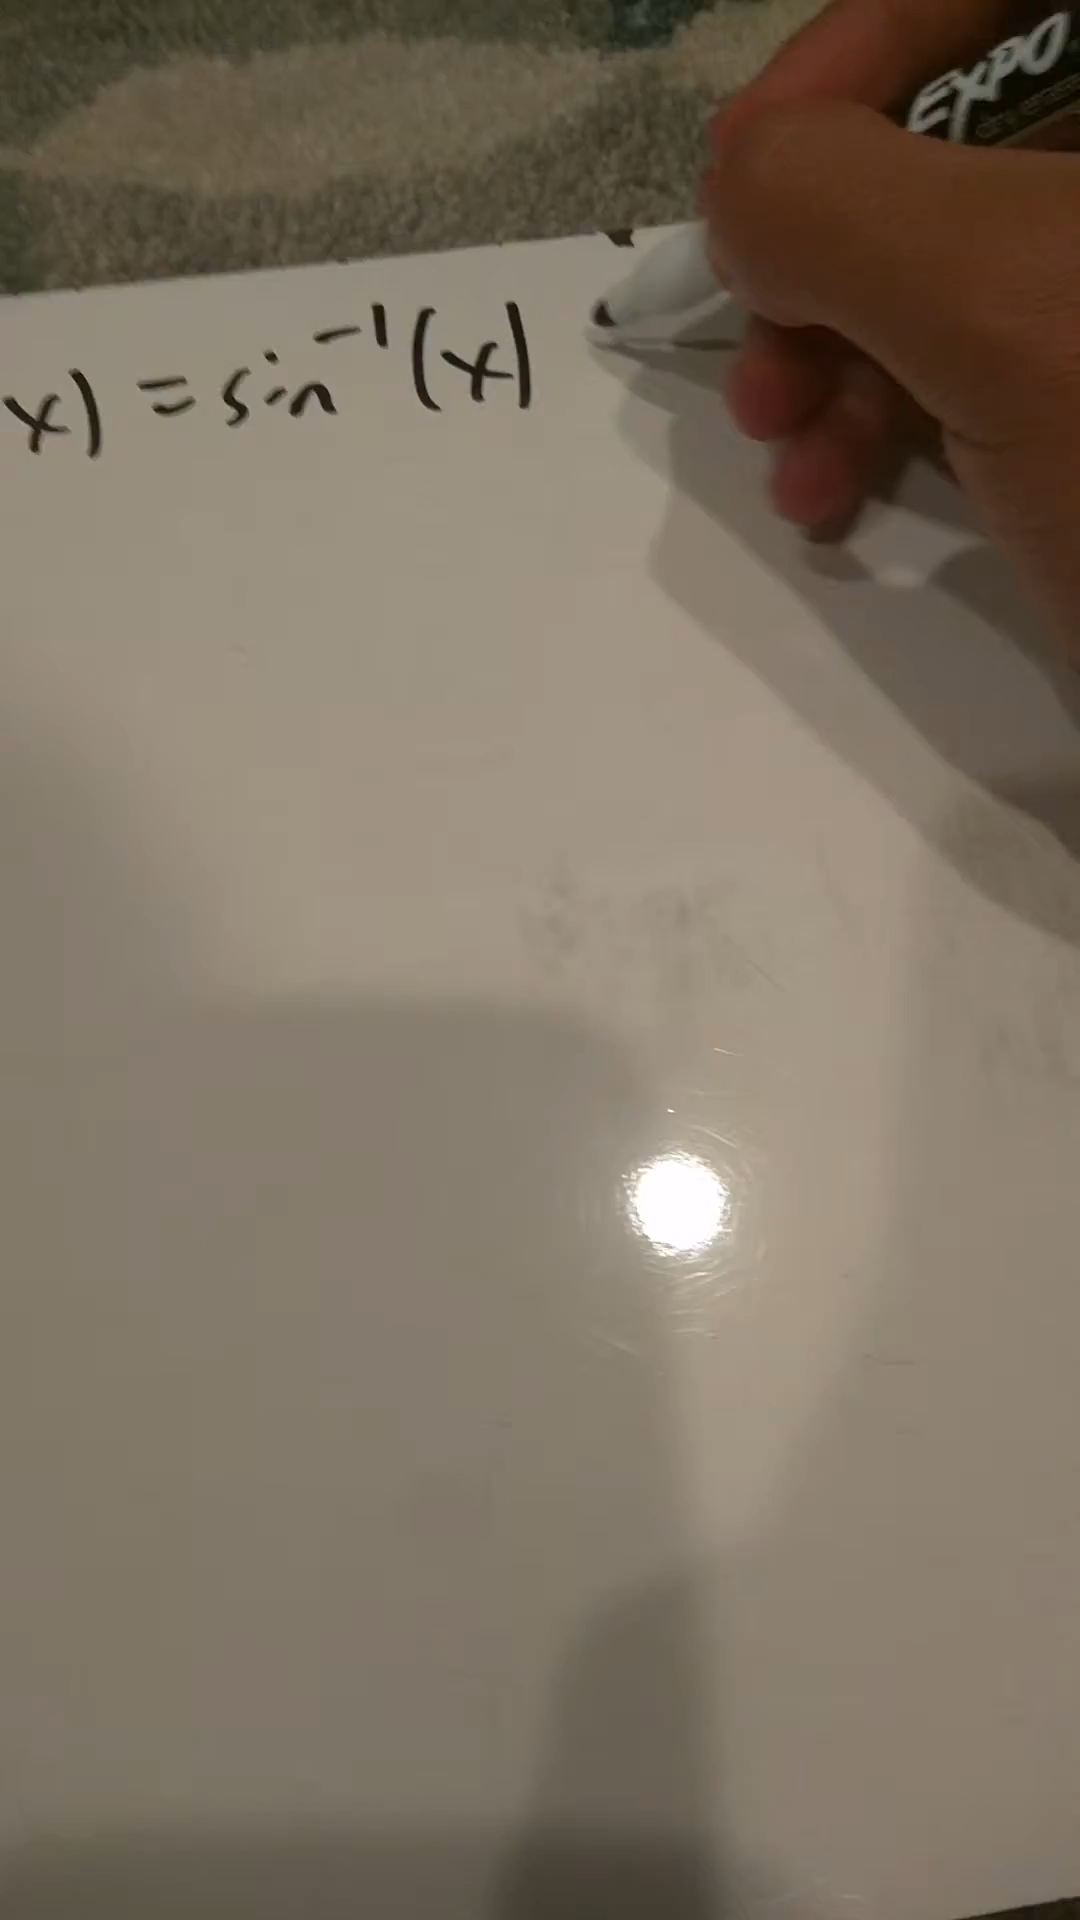 EXPO
x) = sin⁻¹(x)